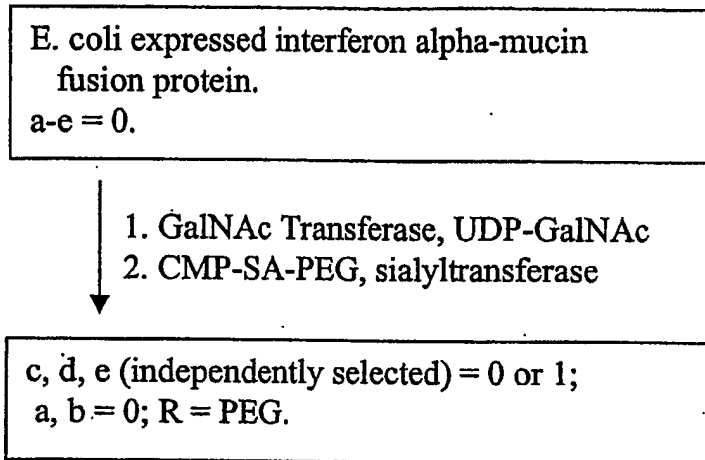 E. coli expressed interferon alpha-mucin
fusion protein.
a-e = 0.
1. GalNAc Transferase, UDP-GalNAc
2. CMP-SA-PEG, sialyltransferase
c, d, e (independently selected) = 0 or 1;
a, b = 0; R = PEG.